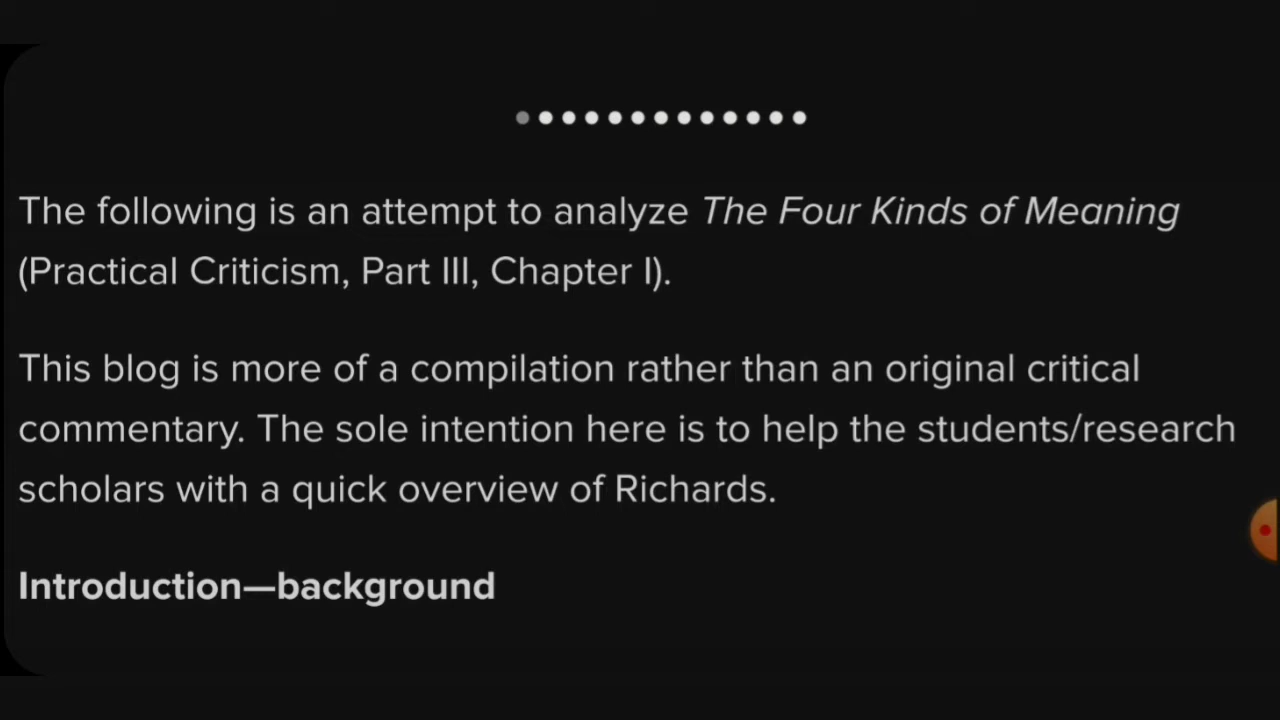 The following is an attempt to analyze The Four Kinds of Meaning
(Practical Criticism, Part III, Chapter I).
This blog is more of a compilation rather than an original critical
commentary. The sole intention here is to help the students/research
scholars with a quick overview of Richards.
Introduction—background